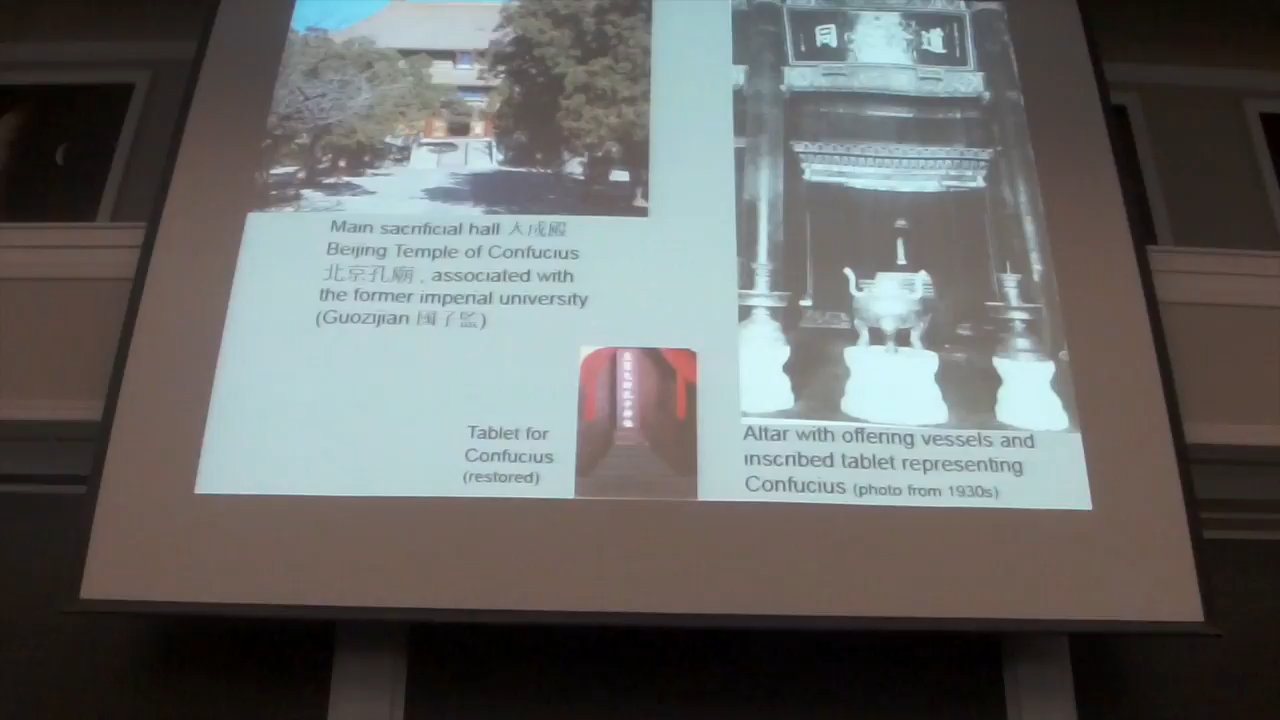 Main sacrificial hall 大成殿
Beijing Temple of Confucius
北京孔廟, associated with
the former imperial university
(Guozijian 國子監)
Tablet for
Confucius
(restored)
Altar with offering vessels and
inscribed tablet representing
Confucius (photo from 1930s)